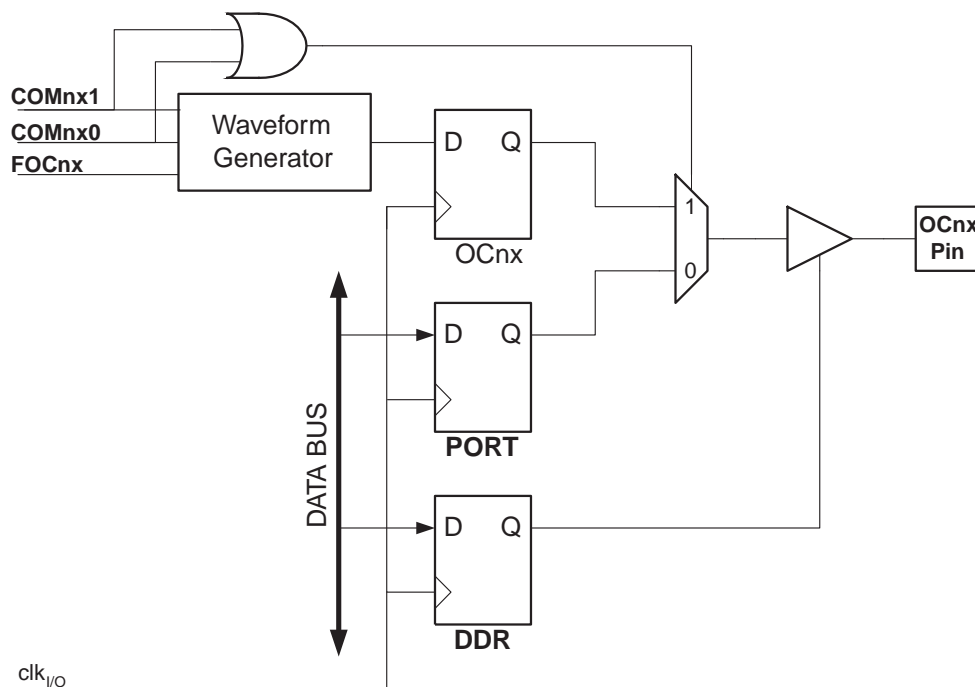 COMnx1
COMnx0
FOCnx
Waveform
Generator
D Q
OCnx
1
0
OCnx
Pin
D Q
PORT
DATA BUS
D Q
DDR
clkI/O